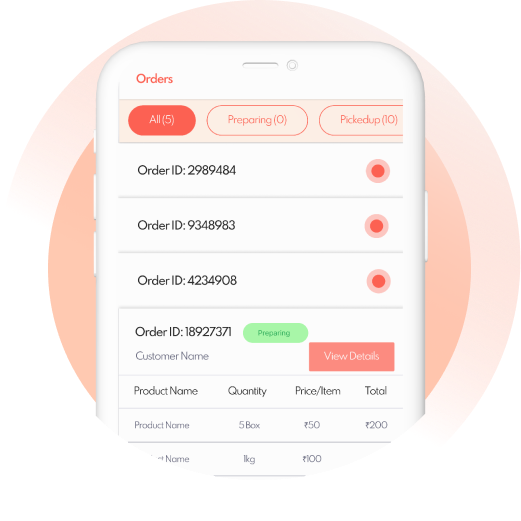 Orders
All (5) Preparing (0) Pickedup (10)
Order ID: 2989484
Order ID: 9348983
Order ID: 4234908
Order ID: 18927371 Preparing
Customer Name View Details
Product Name Quantity Price/Item Total
Product Name 5 Box ₹50 ₹200
Name 1kg ₹100